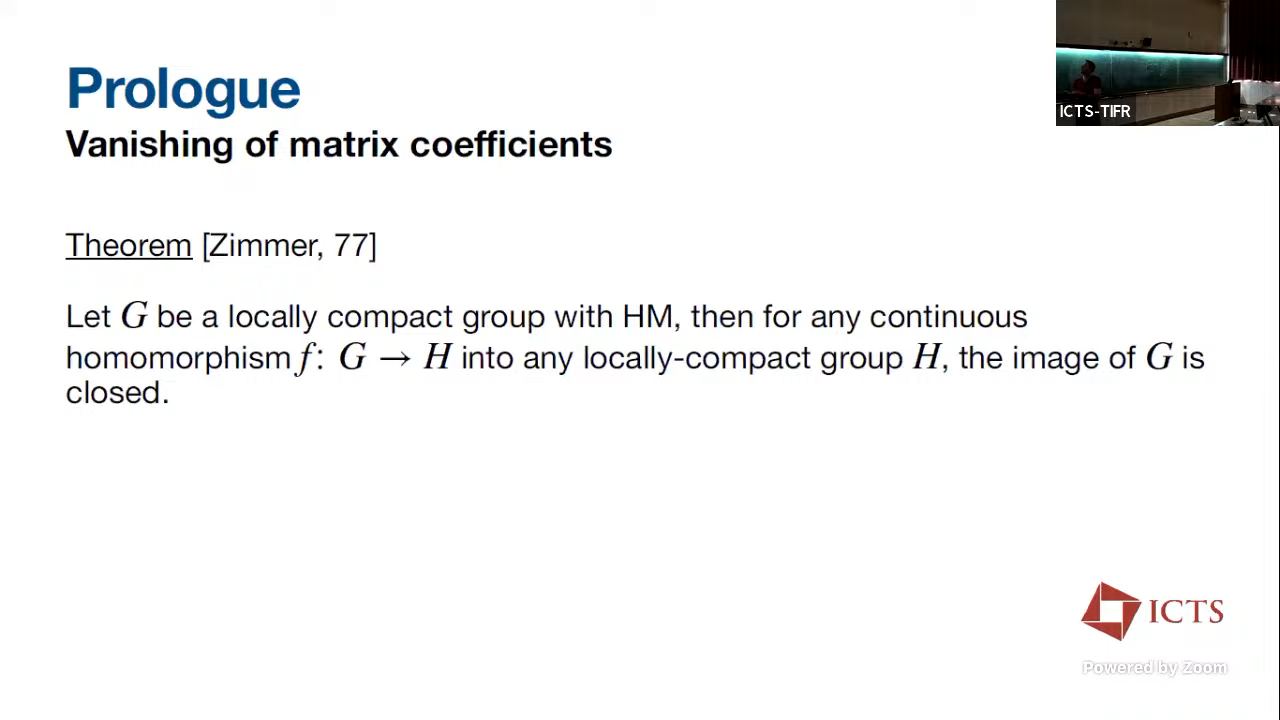 Prologue
Vanishing of matrix coefficients
ICTS-TIFR
Theorem [Zimmer, 77]
Let G be a locally compact group with HM, then for any continuous
homomorphism f: G → H into any locally-compact group H, the image of G is
closed.
ICTS
Powered by Zoom